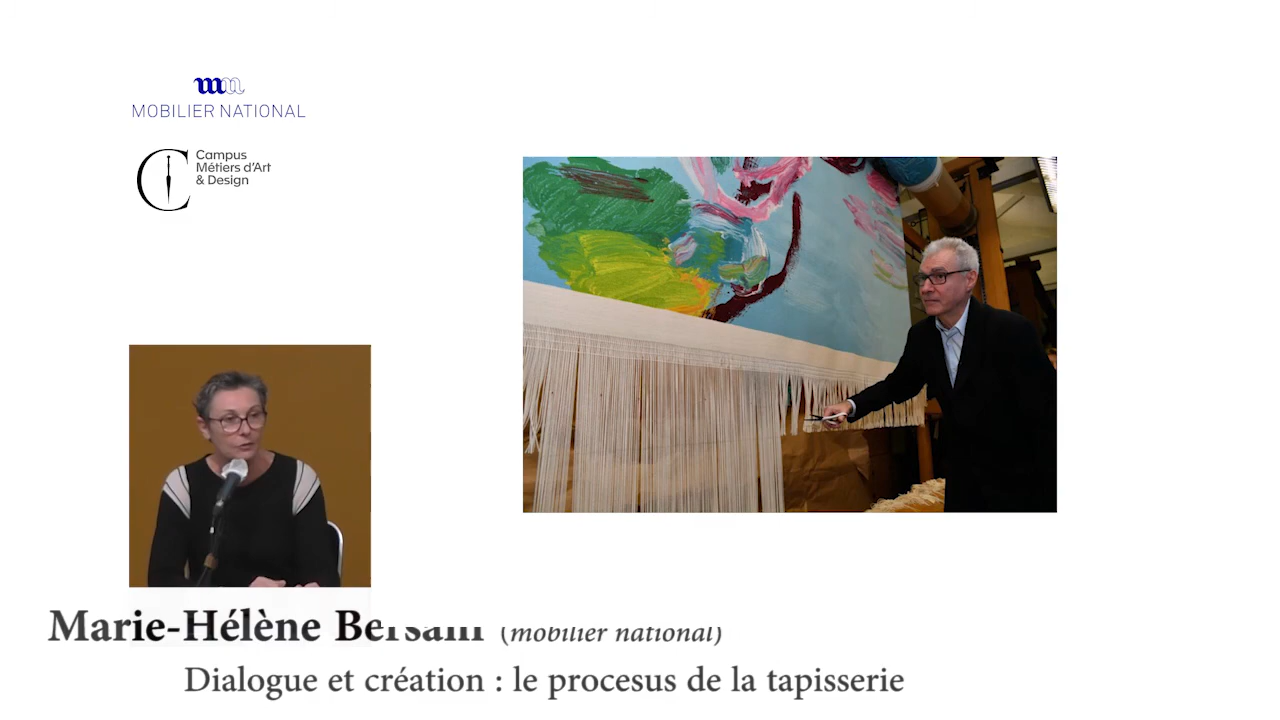 MOBILIER NATIONAL
Campus
Métiers d'Art
& Design
Marie-Hélène Bersani (mobilier national)
Dialogue et création : le procesus de la tapisserie